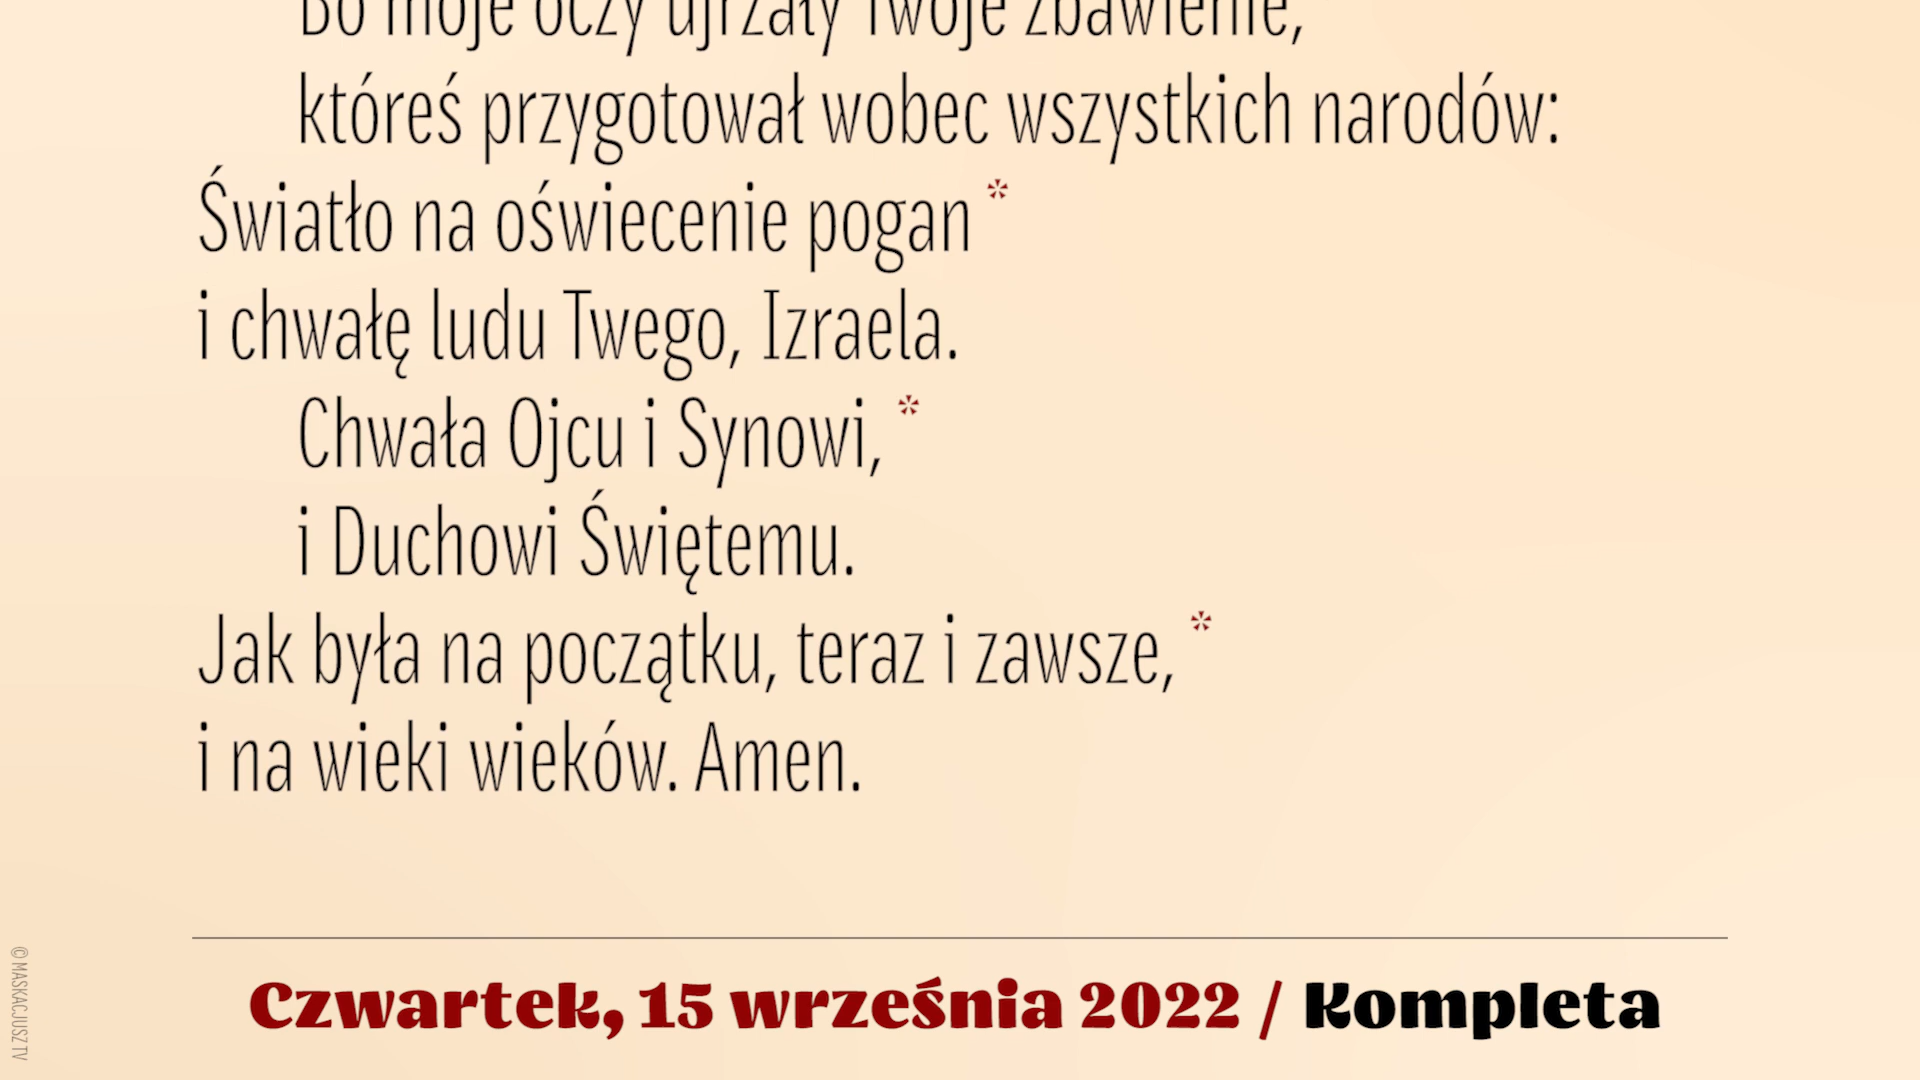 Bo moje oczy ujrzały Twoje zbawienie,
któreś przygotował wobec wszystkich narodów:
Światło na oświecenie pogan *
i chwałę ludu Twego, Izraela.
Chwała Ojcu i Synowi, *
i Duchowi Świętemu.
Jak była na początku, teraz i zawsze, *
i na wieki wieków. Amen.
Czwartek, 15 września 2022 / Kompleta
© MASKACJUSZ TV